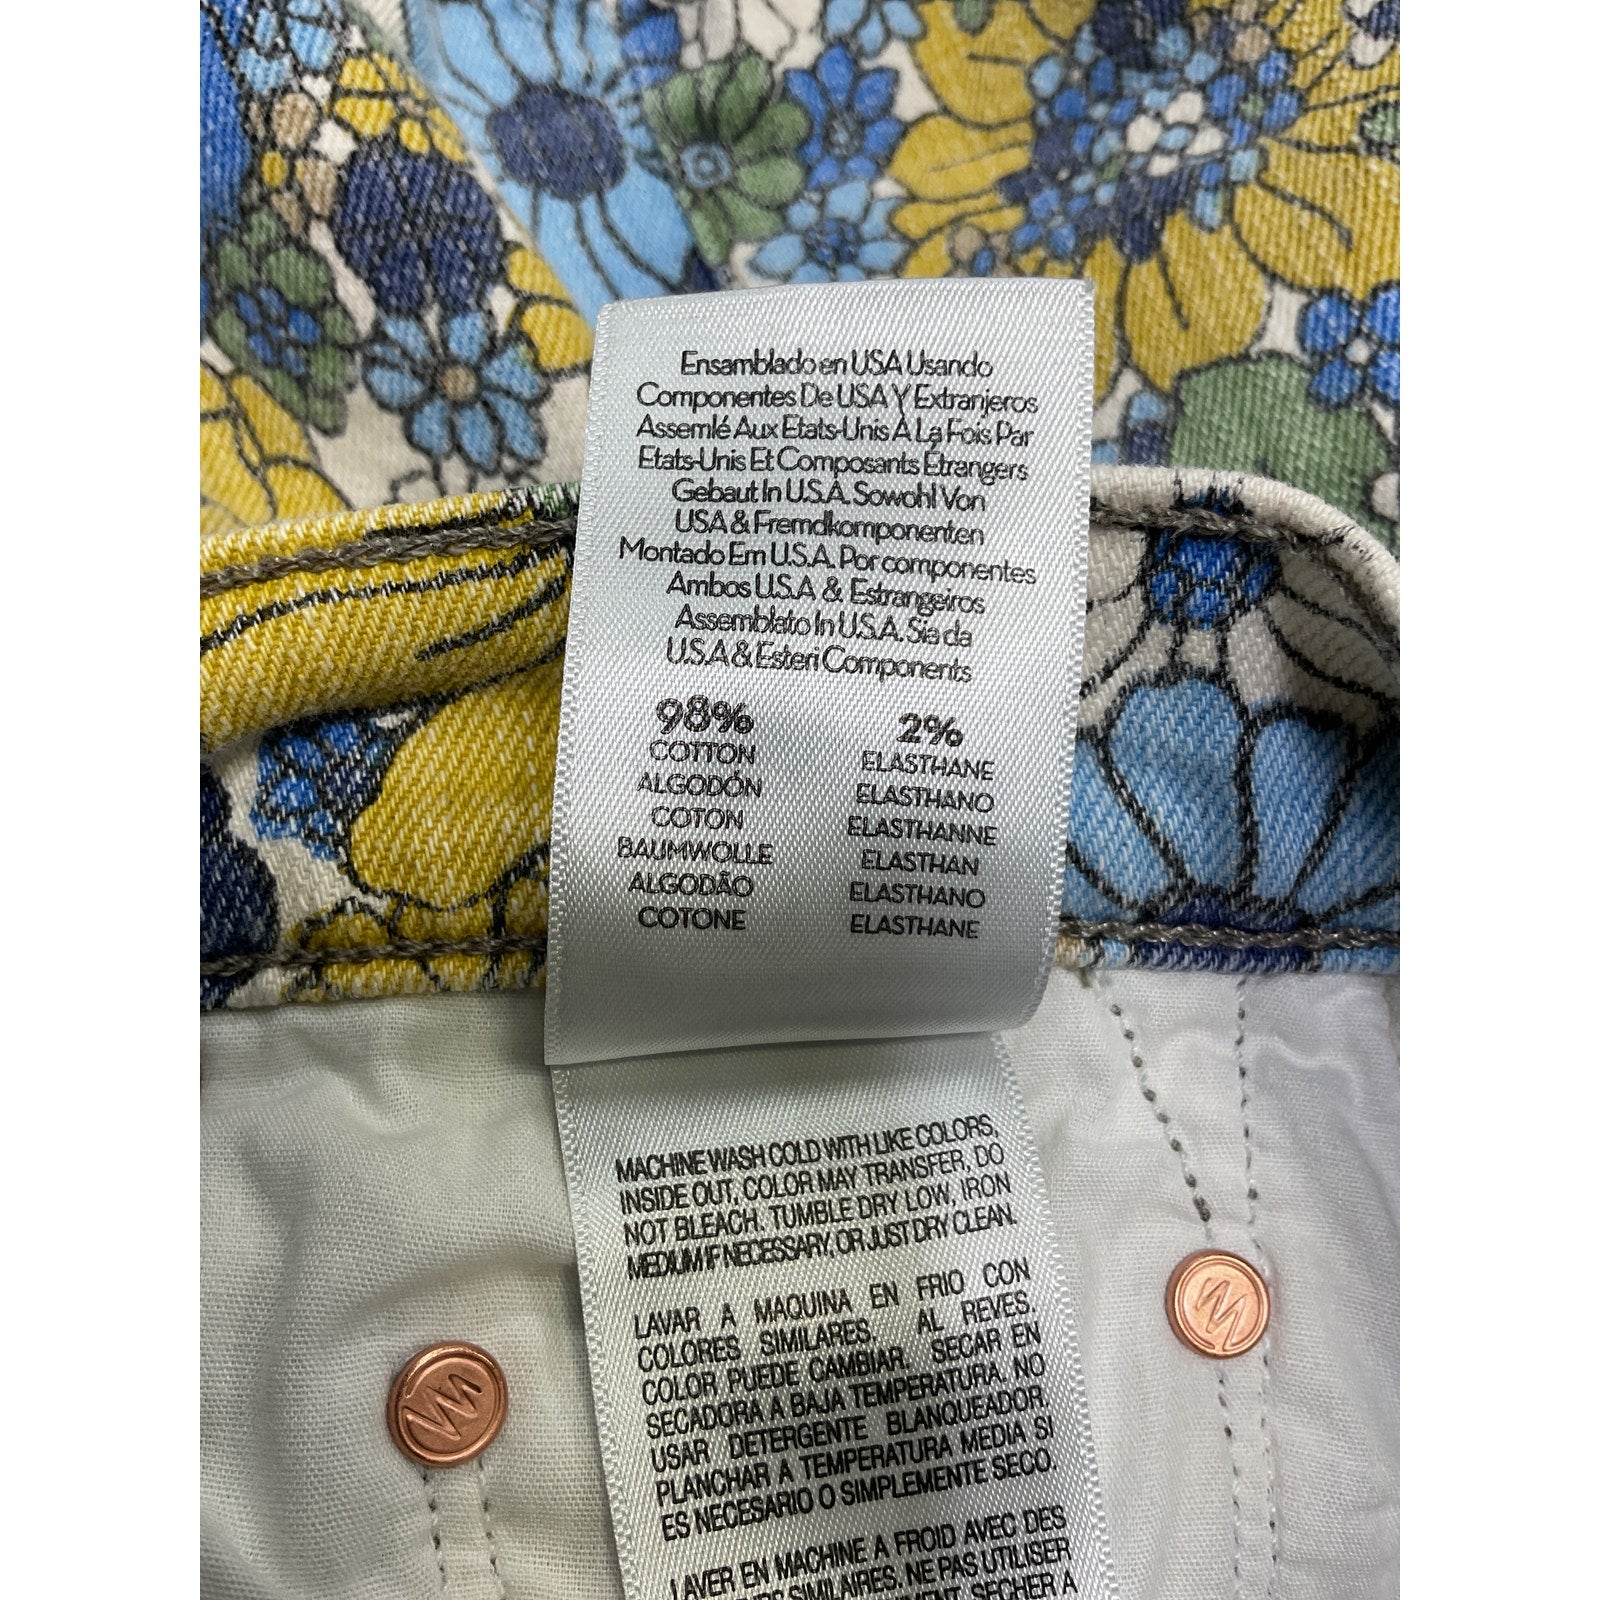 Ensamblado en USA Usando
Componentes De USA Y Extranjeros
Assemlé Aux Etats-Unis À La Fois Par
Etats-Unis Et Composants Étrangers
Gebaut In U.S.A. Sowohl Von
USA & Fremdkomponenten
Montado Em U.S.A. Por componentes
Ambos U.S.A & Estrangeiros
Assemblato In U.S.A. Sia da
U.S.A & Esteri Components
98% 2%
COTTON ELASTHANE
ALGODÓN ELASTHANO
COTON ELASTHANNE
BAUMWOLLE ELASTHAN
ALGODÃO ELASTHANO
COTONE ELASTHANE
MACHINE WASH COLD WITH LIKE COLORS,
INSIDE OUT, COLOR MAY TRANSFER, DO
NOT BLEACH. TUMBLE DRY LOW, IRON
MEDIUM IF NECESSARY, OR JUST DRY CLEAN.
LAVAR A MAQUINA EN FRIO CON
COLORES SIMILARES. AL REVES.
COLOR PUEDE CAMBIAR. SECAR EN
SECADORA A BAJA TEMPERATURA. NO
USAR DETERGENTE BLANQUEADOR.
PLANCHAR A TEMPERATURA MEDIA SI
ES NECESARIO O SIMPLEMENTE SECO.
LAVER EN MACHINE A FROID AVEC DES
SIMILAIRES. NE PAS UTILISER
SECHER A